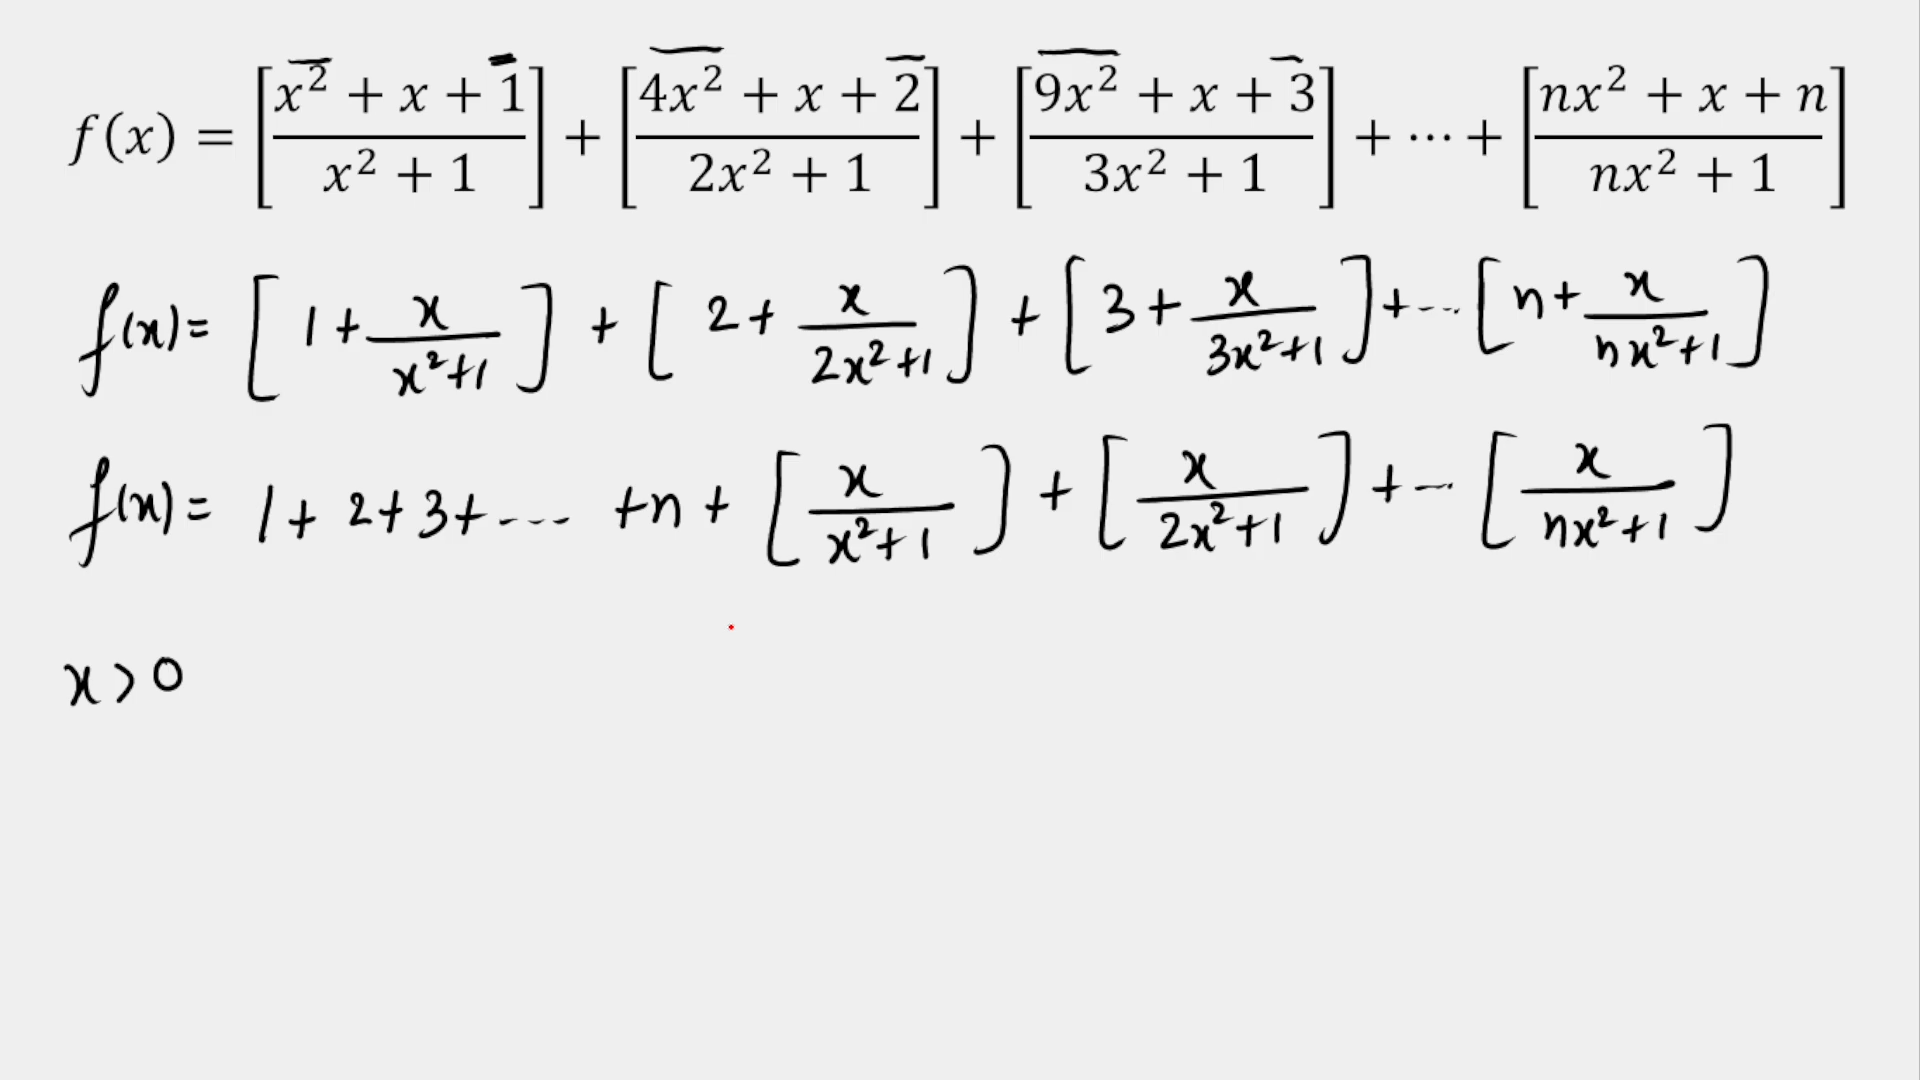 f(x) = [(x² + x + 1)/(x² + 1)] + [(4x² + x + 2)/(2x² + 1)] + [(9x² + x + 3)/(3x² + 1)] + ⋯ + [(nx² + x + n)/(nx² + 1)]
f(x) = [1 + x/(x²+1)] + [2 + x/(2x²+1)] + [3 + x/(3x²+1)] + ... [n + x/(nx²+1)]
f(x) = 1 + 2 + 3 + .... + n + [x/(x²+1)] + [x/(2x²+1)] + ... [x/(nx²+1)]
x > 0